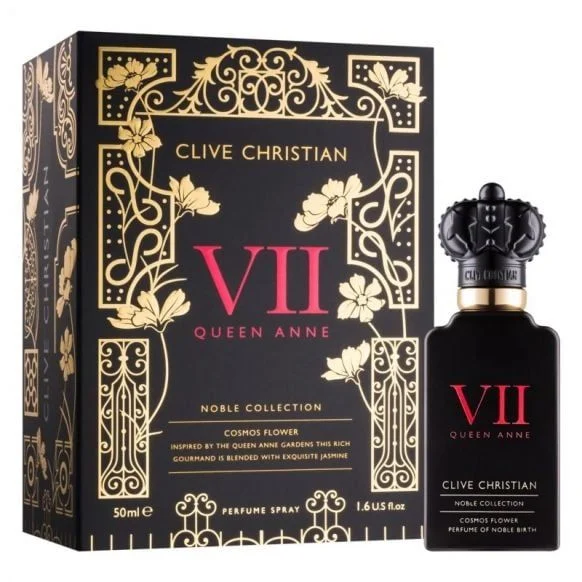 CLIVE CHRISTIAN
CLIVE CHRISTIAN
VII
QUEEN ANNE
NOBLE COLLECTION
COSMOS FLOWER
INSPIRED BY THE QUEEN ANNE GARDENS THIS RICH
GOURMAND IS BLENDED WITH EXQUISITE JASMINE
50ml e
PERFUME SPRAY
1.6 U.S fl.oz
CLIVE CHRISTIAN
VII
QUEEN ANNE
CLIVE CHRISTIAN
NOBLE COLLECTION
COSMOS FLOWER
PERFUME OF NOBLE BIRTH